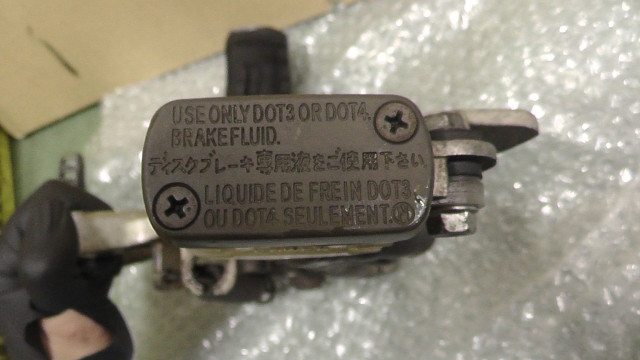 USE ONLY DOT3 OR DOT4.
BRAKE FLUID.
ディスクブレーキ専用液をご使用下さい
LIQUIDE DE FREIN DOT3
OU DOT4 SEULEMENT.